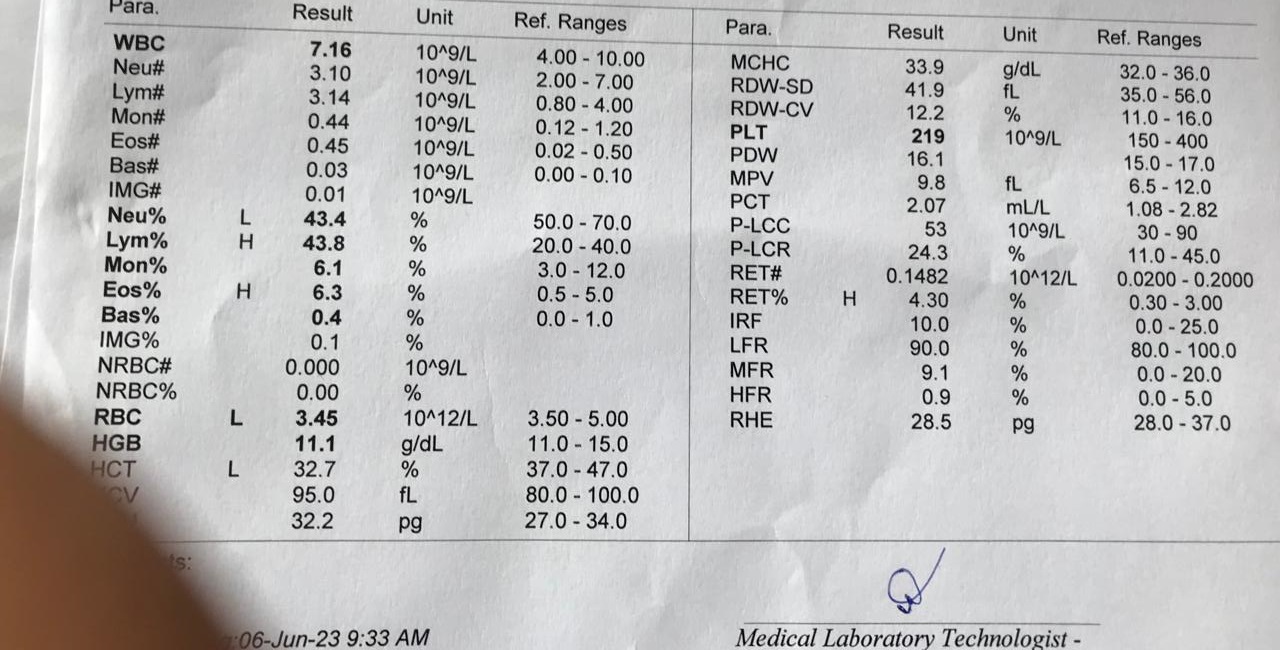 Para. Result Unit Ref. Ranges
WBC 7.16 10^9/L 4.00 - 10.00
Neu# 3.10 10^9/L 2.00 - 7.00
Lym# 3.14 10^9/L 0.80 - 4.00
Mon# 0.44 10^9/L 0.12 - 1.20
Eos# 0.45 10^9/L 0.02 - 0.50
Bas# 0.03 10^9/L 0.00 - 0.10
IMG# 0.01 10^9/L
Neu% L 43.4 % 50.0 - 70.0
Lym% H 43.8 % 20.0 - 40.0
Mon% 6.1 % 3.0 - 12.0
Eos% H 6.3 % 0.5 - 5.0
Bas% 0.4 % 0.0 - 1.0
IMG% 0.1 %
NRBC# 0.000 10^9/L
NRBC% 0.00 %
RBC L 3.45 10^12/L 3.50 - 5.00
HGB 11.1 g/dL 11.0 - 15.0
HCT L 32.7 % 37.0 - 47.0
95.0 fL 80.0 - 100.0
32.2 pg 27.0 - 34.0
Para. Result Unit Ref. Ranges
MCHC 33.9 g/dL 32.0 - 36.0
RDW-SD 41.9 fL 35.0 - 56.0
RDW-CV 12.2 % 11.0 - 16.0
PLT 219 10^9/L 150 - 400
PDW 16.1 15.0 - 17.0
MPV 9.8 fL 6.5 - 12.0
PCT 2.07 mL/L 1.08 - 2.82
P-LCC 53 10^9/L 30 - 90
P-LCR 24.3 % 11.0 - 45.0
RET# 0.1482 10^12/L 0.0200 - 0.2000
RET% H 4.30 % 0.30 - 3.00
IRF 10.0 % 0.0 - 25.0
LFR 90.0 % 80.0 - 100.0
MFR 9.1 % 0.0 - 20.0
HFR 0.9 % 0.0 - 5.0
RHE 28.5 pg 28.0 - 37.0
06-Jun-23 9:33 AM
Medical Laboratory Technologist -